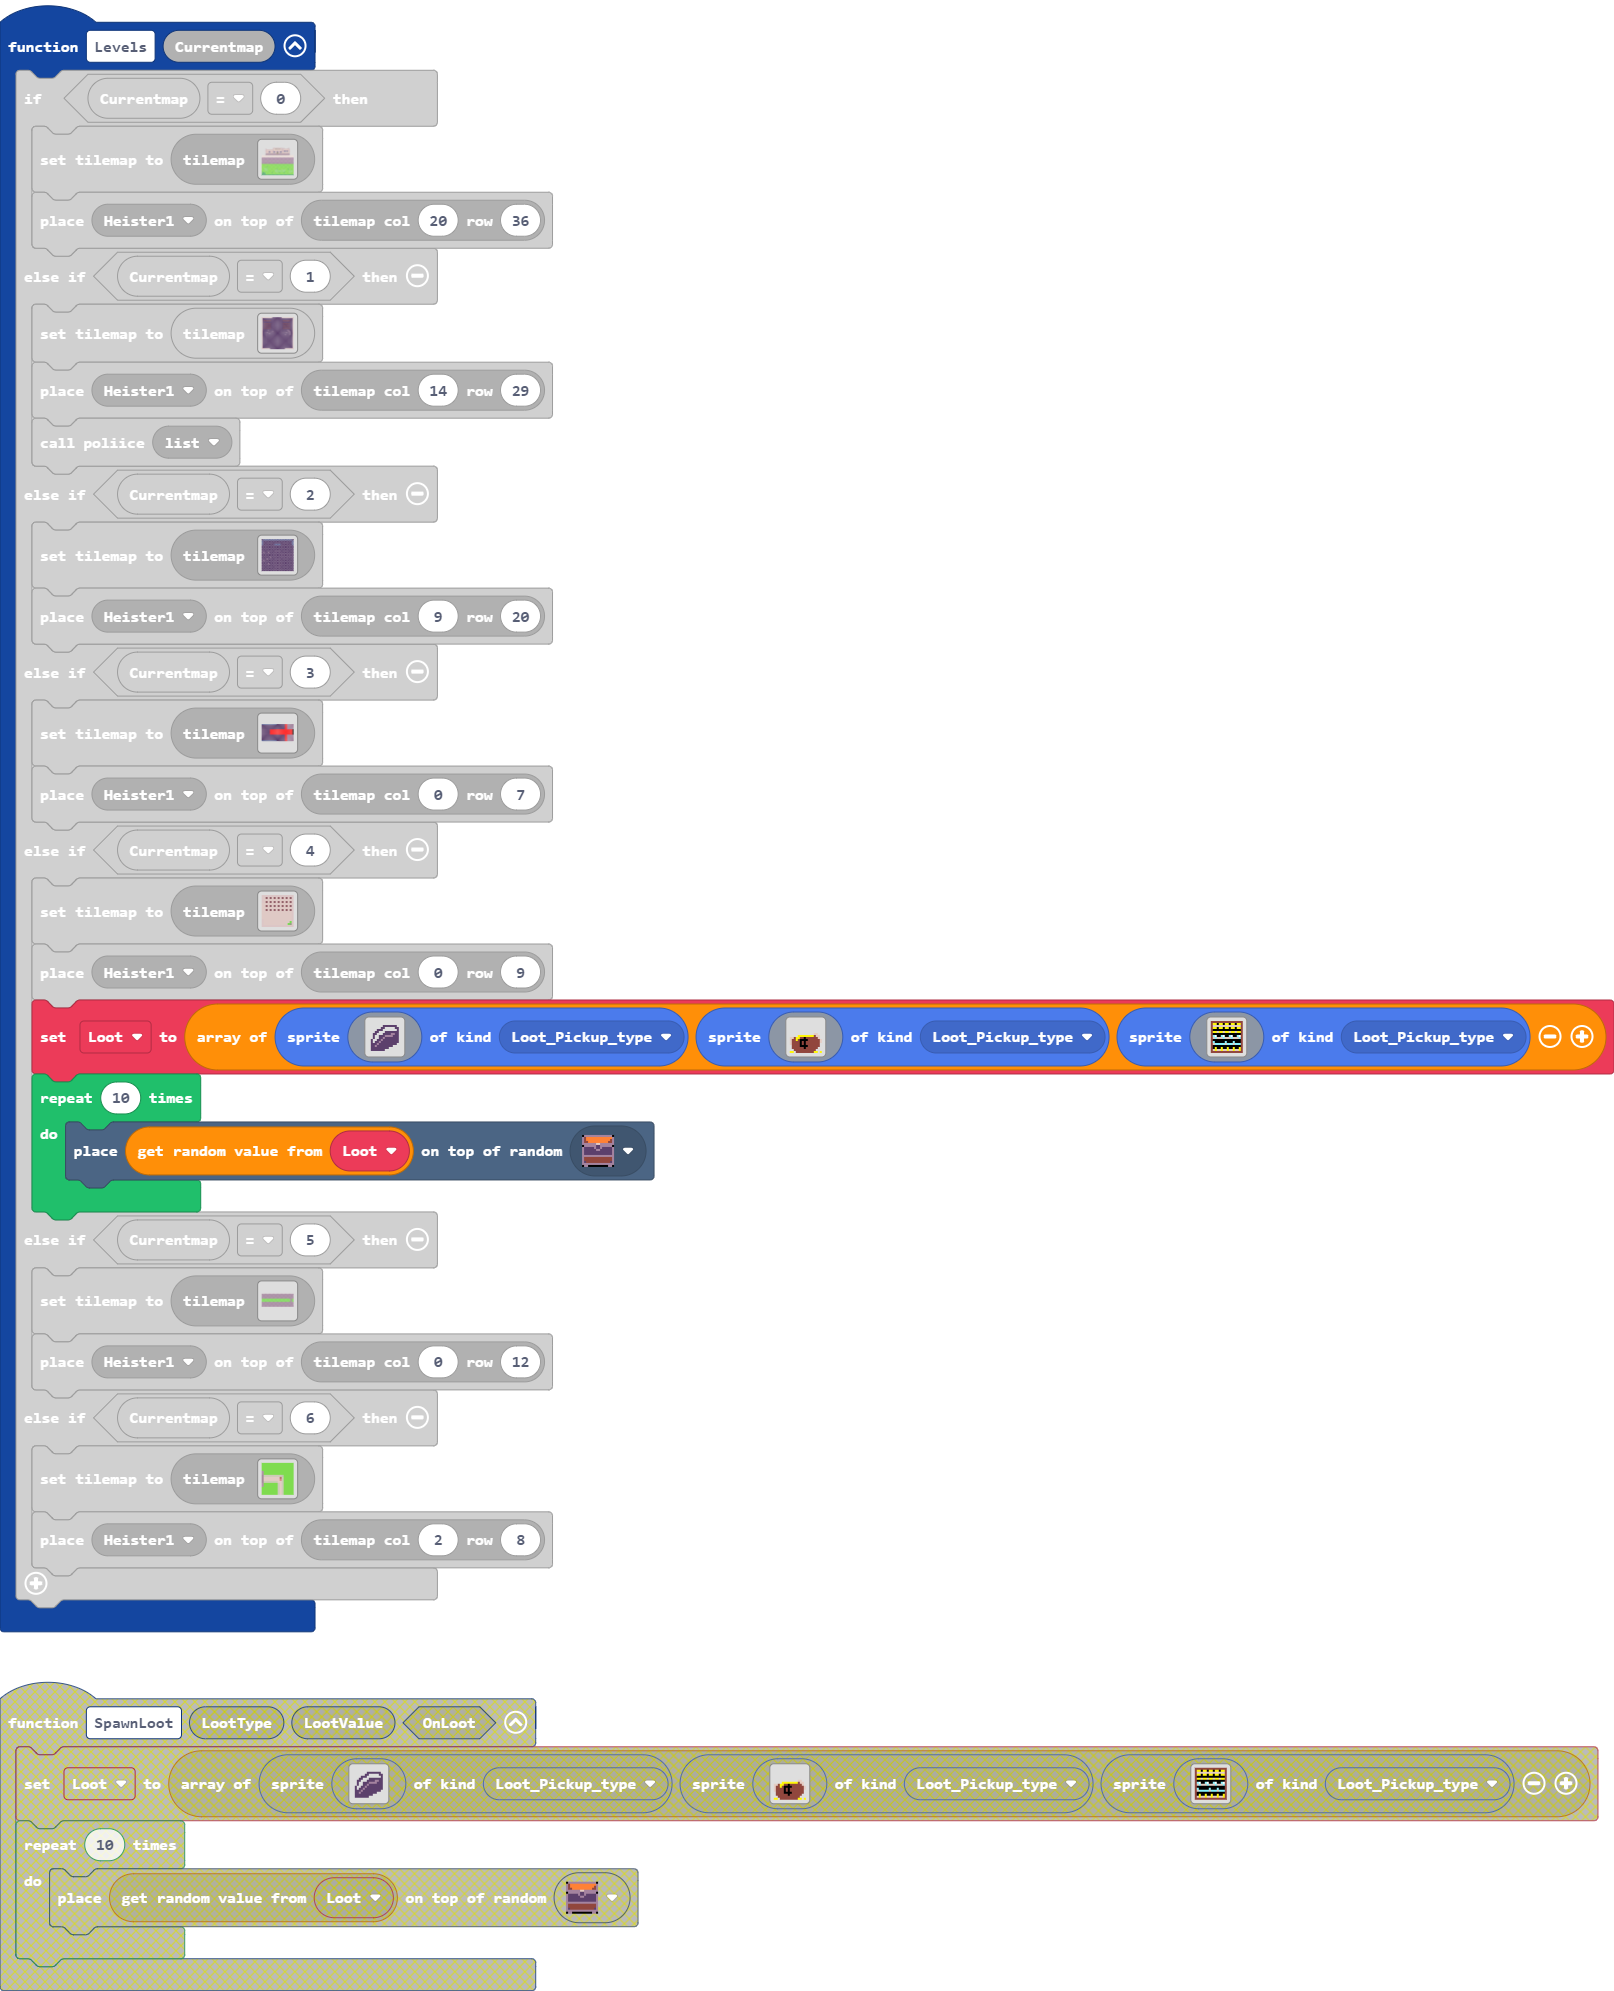 function Levels Currentmap
if Currentmap = 0 then
set tilemap to tilemap
place Heister1 on top of tilemap col 20 row 36
else if Currentmap = 1 then
set tilemap to tilemap
place Heister1 on top of tilemap col 14 row 29
call poliice list
else if Currentmap = 2 then
set tilemap to tilemap
place Heister1 on top of tilemap col 9 row 20
else if Currentmap = 3 then
set tilemap to tilemap
place Heister1 on top of tilemap col 0 row 7
else if Currentmap = 4 then
set tilemap to tilemap
place Heister1 on top of tilemap col 0 row 9
set Loot to array of sprite of kind Loot_Pickup_type sprite of kind Loot_Pickup_type sprite of kind Loot_Pickup_type
repeat 10 times
do
place get random value from Loot on top of random
else if Currentmap = 5 then
set tilemap to tilemap
place Heister1 on top of tilemap col 0 row 12
else if Currentmap = 6 then
set tilemap to tilemap
place Heister1 on top of tilemap col 2 row 8
function SpawnLoot LootType LootValue OnLoot
set Loot to array of sprite of kind Loot_Pickup_type sprite of kind Loot_Pickup_type sprite of kind Loot_Pickup_type
repeat 10 times
do
place get random value from Loot on top of random